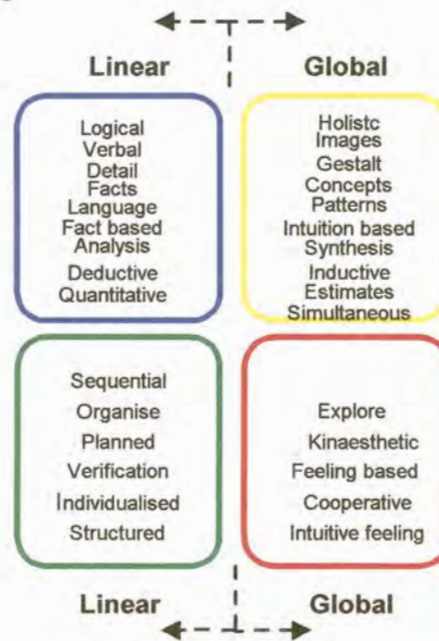 Linear
Global
Logical
Verbal
Detail
Facts
Language
Fact based
Analysis
Deductive
Quantitative
Holistc
Images
Gestalt
Concepts
Patterns
Intuition based
Synthesis
Inductive
Estimates
Simultaneous
Sequential
Organise
Planned
Verification
Individualised
Structured
Explore
Kinaesthetic
Feeling based
Cooperative
Intuitive feeling
Linear
Global